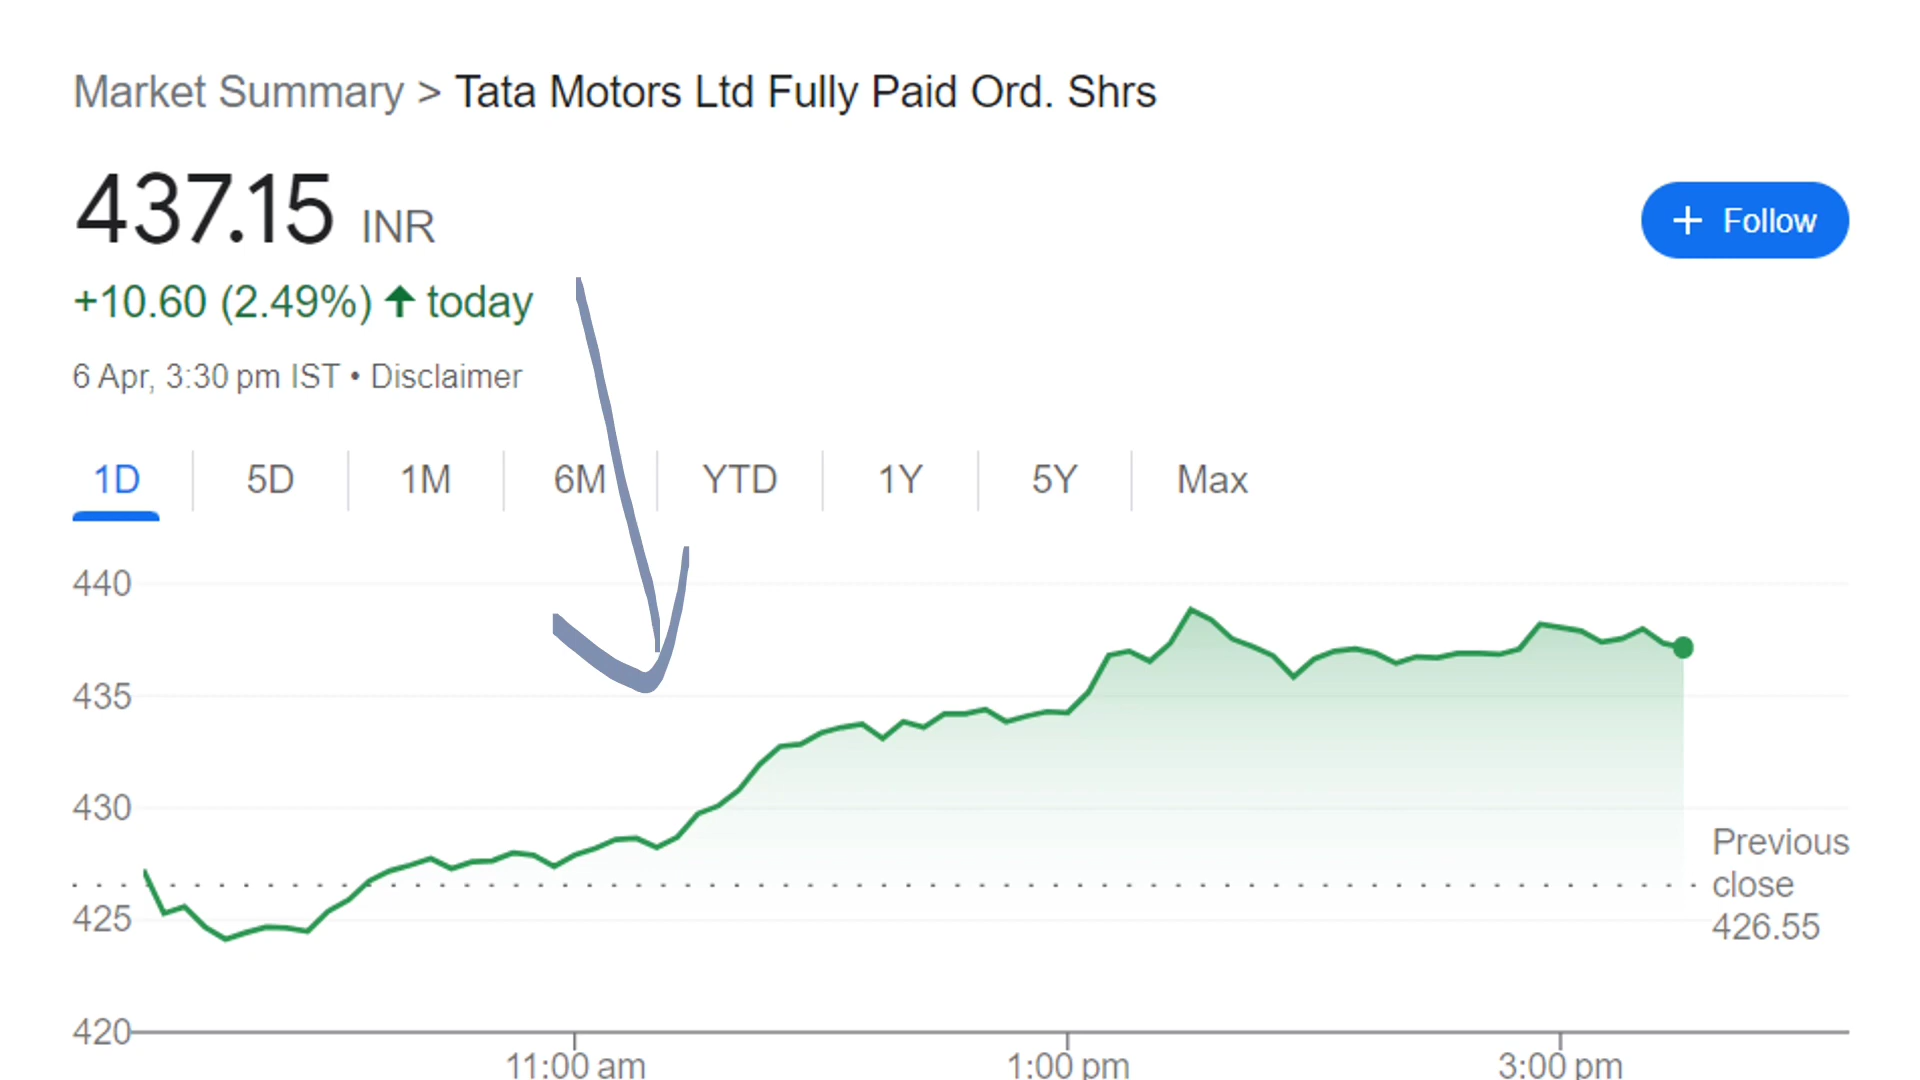 Market Summary > Tata Motors Ltd Fully Paid Ord. Shrs
437.15 INR
+ Follow
+10.60 (2.49%) ↑ today
6 Apr, 3:30 pm IST • Disclaimer
1D 5D 1M 6M YTD 1Y 5Y Max
440
435
430
Previous
close
426.55
425
420
11:00 am 1:00 pm 3:00 pm